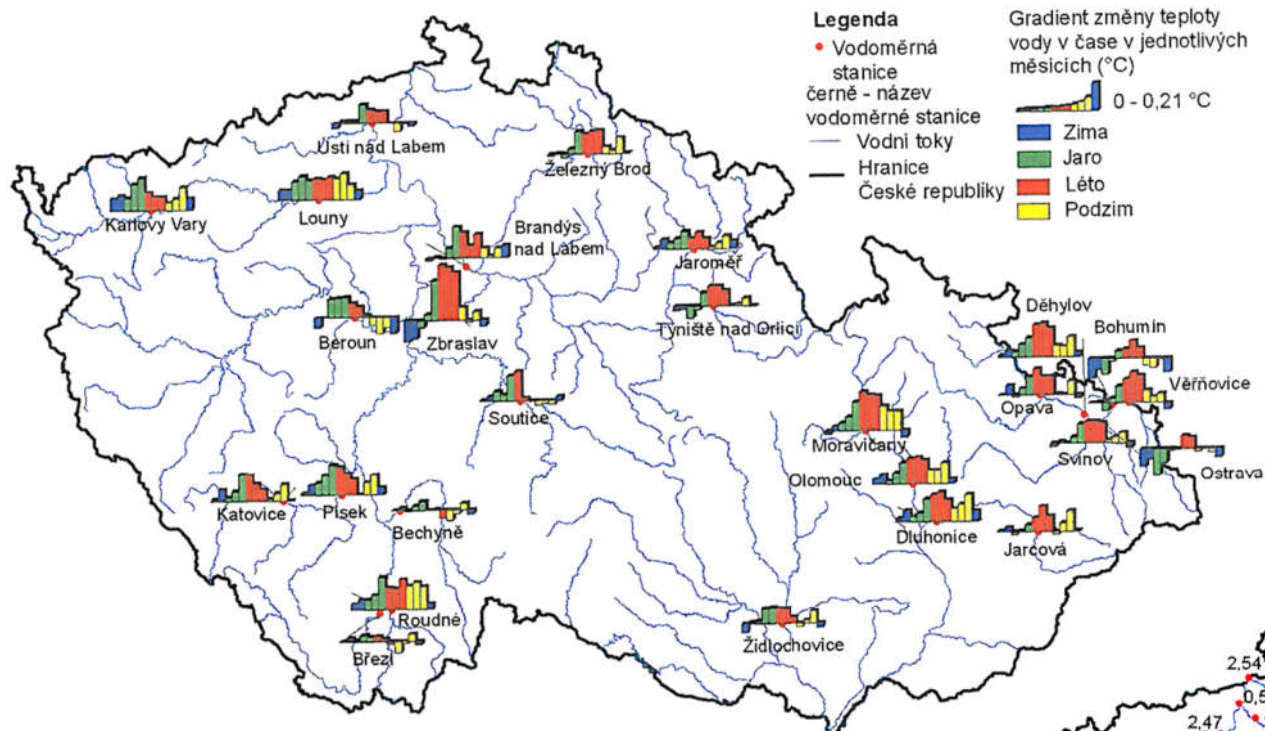 Legenda
Vodoměrná
stanice
černě - název
vodoměrné stanice
Vodní toky
Hranice
České republiky
Gradient změny teploty
vody v čase v jednotlivých
měsících (°C)
0 - 0,21 °C
Zima
Jaro
Léto
Podzim
Ústí nad Labem
Železný Brod
Karlovy Vary
Louny
Brandýs
nad Labem
Jaroměř
Týniště nad Orlicí
Beroun
Zbraslav
Děhylov
Bohumín
Věřňovice
Opava
Soutice
Moravičany
Svinov
Ostrava
Olomouc
Katovice
Písek
Bechyně
Dluhonice
Jarcová
Roudné
Březí
Židlochovice
2,54
0,5
2,47